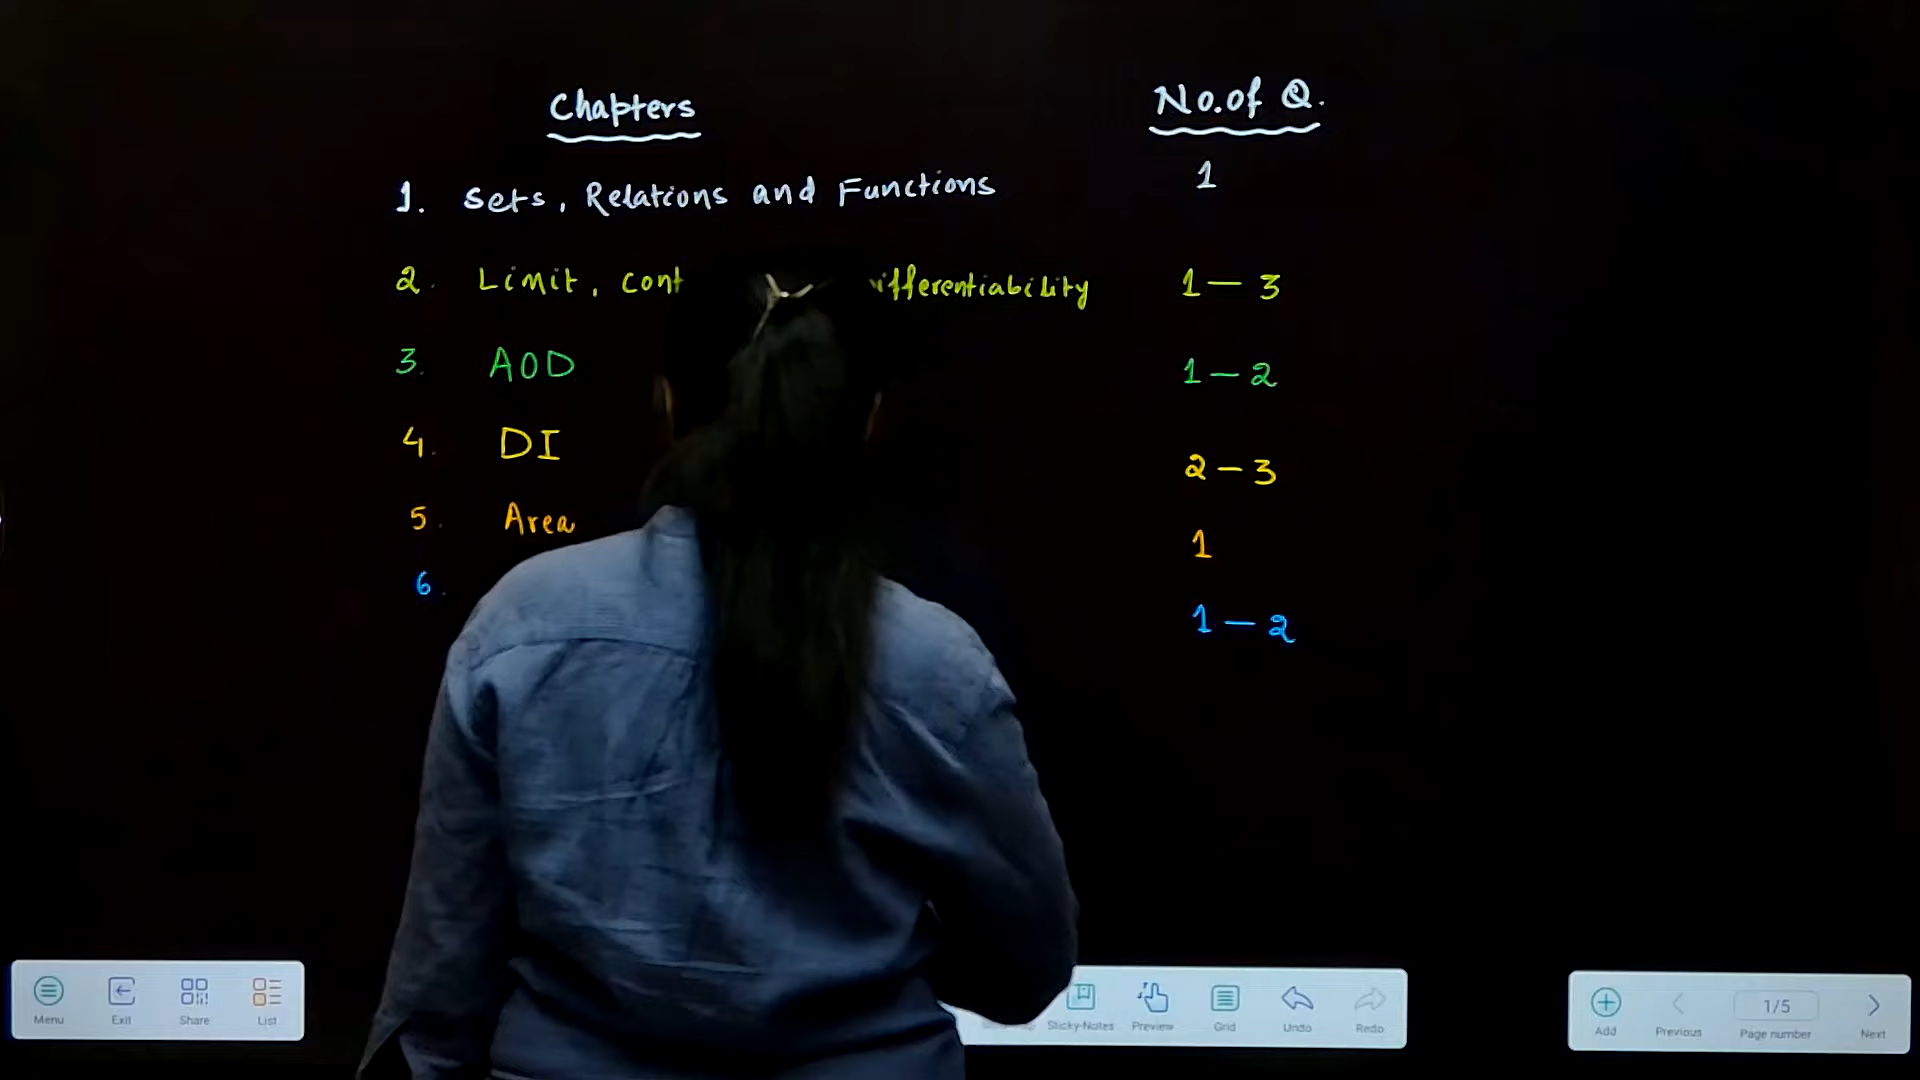 Chapters No. of Q.
1. Sets, Relations and Functions 1
2. Limit, cont ifferentiability 1 — 3
3. AOD 1 — 2
4. DI 2 — 3
5. Area 1
6. 1 — 2
Menu Exit Share List Sticky-Notes Preview Grid Undo Redo Add Previous 1/5 Page number Next